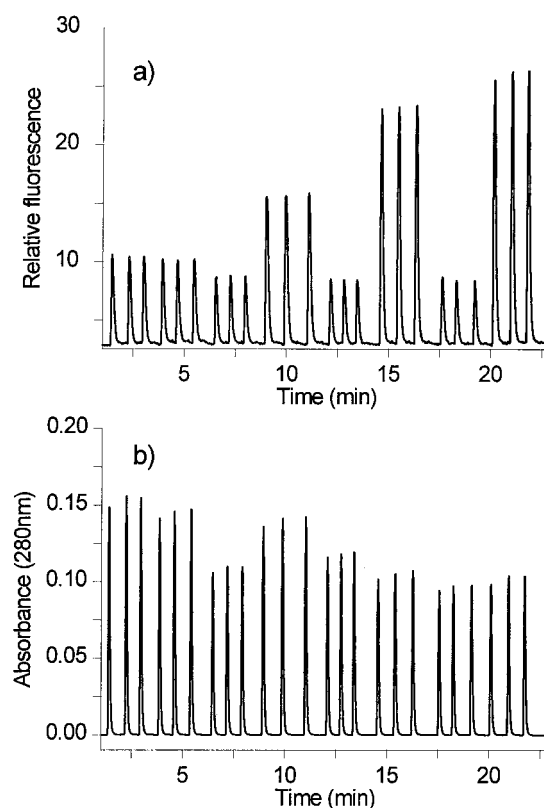 30
a)
20
Relative fluorescence
10
5 10 15 20
Time (min)
0.20
b)
0.15
Absorbance (280nm)
0.10
0.05
0.00
5 10 15 20
Time (min)